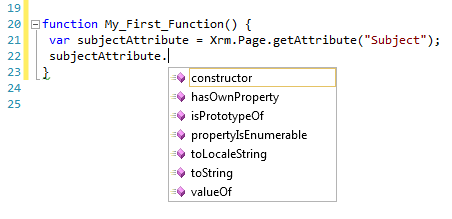 19
20 function My_First_Function() {
21 var subjectAttribute = Xrm.Page.getAttribute("Subject");
22 subjectAttribute.
23 }
24
25
constructor
hasOwnProperty
isPrototypeOf
propertyIsEnumerable
toLocaleString
toString
valueOf